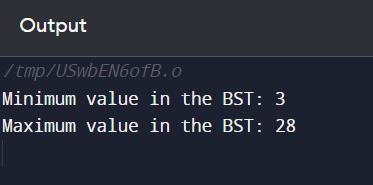 Output
/tmp/USwbEN6ofB.o
Minimum value in the BST: 3
Maximum value in the BST: 28